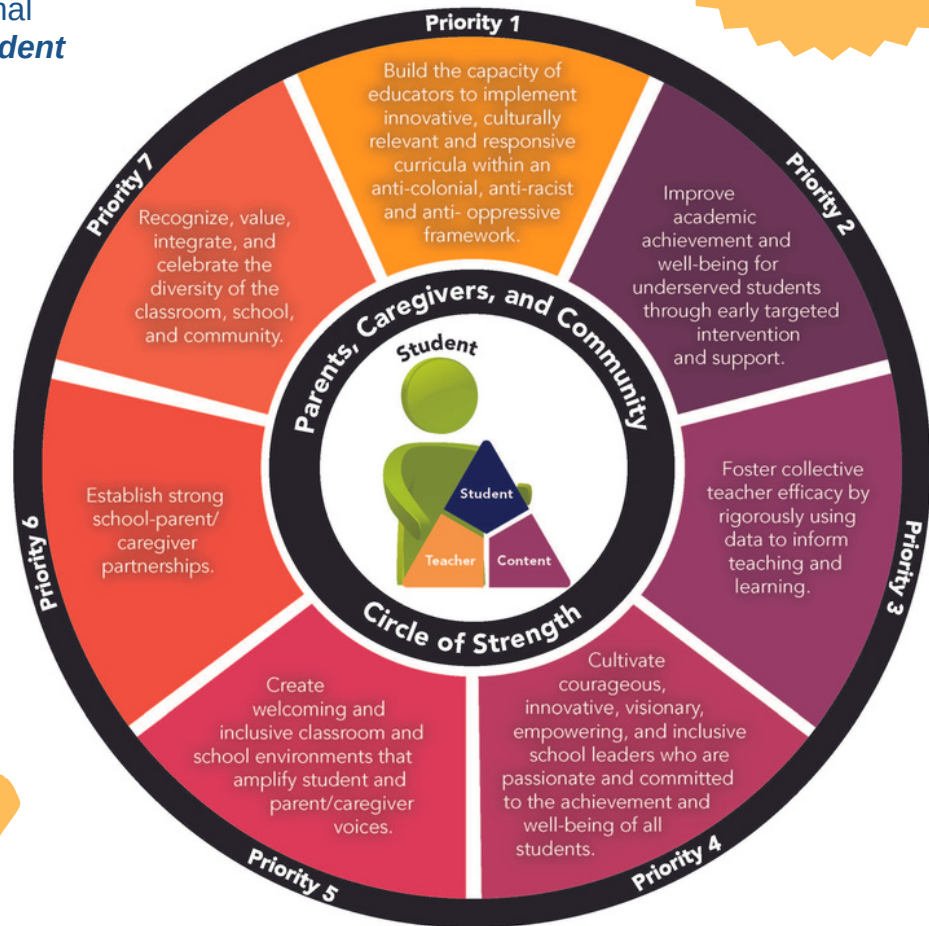 nal
dent
Priority 1
Build the capacity of
educators to implement
innovative, culturally
relevant and responsive
curricula within an
anti-colonial, anti-racist
and anti- oppressive
framework.
Priority 2
Improve
academic
achievement and
well-being for
underserved students
through early targeted
intervention
and support.
Priority 3
Foster collective
teacher efficacy by
rigorously using
data to inform
teaching and
learning.
Priority 4
Cultivate
courageous,
innovative, visionary,
empowering, and inclusive
school leaders who are
passionate and committed
to the achievement and
well-being of all
students.
Priority 5
Create
welcoming and
inclusive classroom and
school environments that
amplify student and
parent/caregiver
voices.
Priority 6
Establish strong
school-parent/
caregiver
partnerships.
Priority 7
Recognize, value,
integrate, and
celebrate the
diversity of the
classroom, school,
and community.
Parents, Caregivers, and Community
Circle of Strength
Student
Student
Teacher
Content